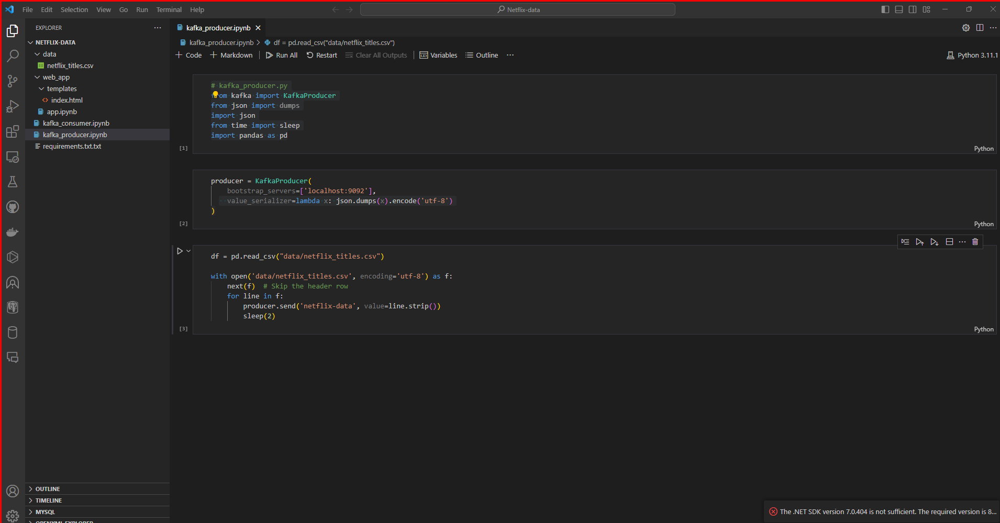 File Edit Selection View Go Run Terminal Help
Netflix-data
EXPLORER
NETFLIX-DATA
data
netflix_titles.csv
web_app
templates
index.html
app.ipynb
kafka_consumer.ipynb
kafka_producer.ipynb
requirements.txt.txt
OUTLINE
TIMELINE
MYSQL
kafka_producer.ipynb
kafka_producer.ipynb > df = pd.read_csv("data/netflix_titles.csv")
+ Code + Markdown | Run All Restart Clear All Outputs | Variables Outline ...
Python 3.11.1
# kafka_producer.py
from kafka import KafkaProducer
from json import dumps
import json
from time import sleep
import pandas as pd
[1]
Python
producer = KafkaProducer(
    bootstrap_servers=['localhost:9092'],
    value_serializer=lambda x: json.dumps(x).encode('utf-8')
)
[2]
Python
df = pd.read_csv("data/netflix_titles.csv")
with open('data/netflix_titles.csv', encoding='utf-8') as f:
    next(f)  # Skip the header row
    for line in f:
        producer.send('netflix-data', value=line.strip())
        sleep(2)
[3]
Python
The .NET SDK version 7.0.404 is not sufficient. The required version is 8...